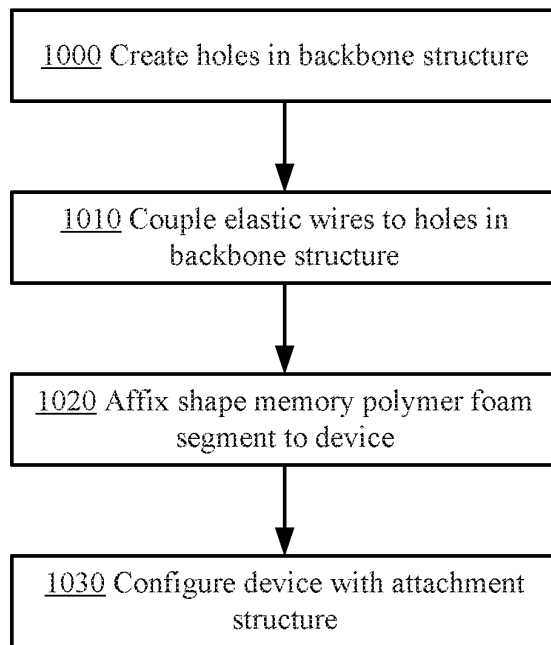 1000 Create holes in backbone structure
1010 Couple elastic wires to holes in
backbone structure
1020 Affix shape memory polymer foam
segment to device
1030 Configure device with attachment
structure